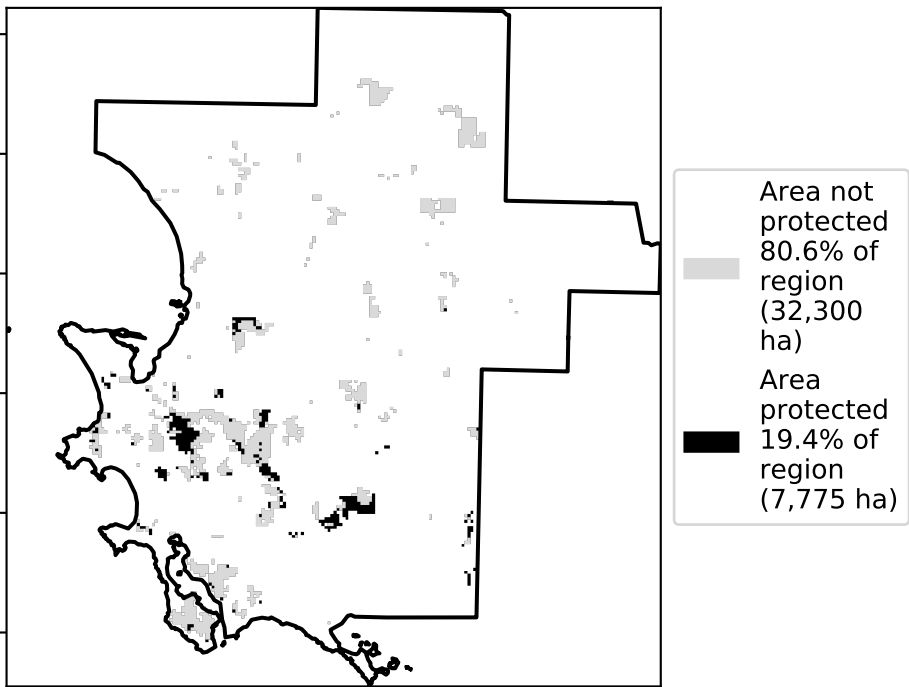 Area not
protected
80.6% of
region
(32,300
ha)
Area
protected
19.4% of
region
(7,775 ha)